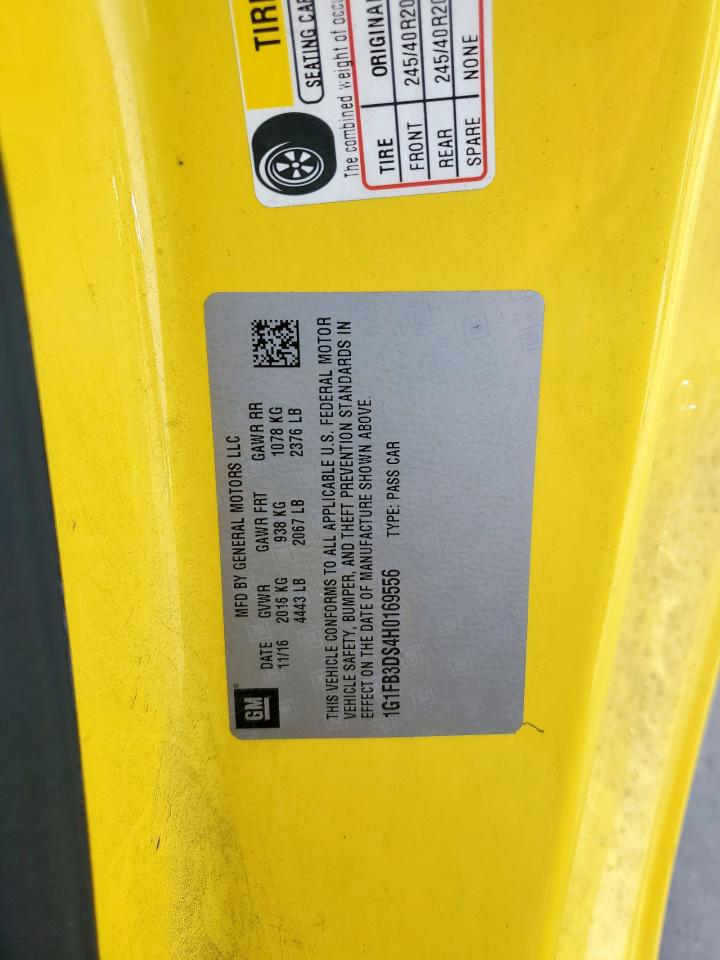 TIRE
SEATING CAP
The combined weight of occu
TIRE ORIGINAL
FRONT 245/40R20
REAR 245/40R20
SPARE NONE
GM
MFD BY GENERAL MOTORS LLC
DATE GVWR GAWR FRT GAWR RR
11/16 2016 KG 938 KG 1078 KG
4443 LB 2067 LB 2376 LB
THIS VEHICLE CONFORMS TO ALL APPLICABLE U.S. FEDERAL MOTOR
VEHICLE SAFETY, BUMPER, AND THEFT PREVENTION STANDARDS IN
EFFECT ON THE DATE OF MANUFACTURE SHOWN ABOVE.
1G1FB3DS4H0169556 TYPE: PASS CAR